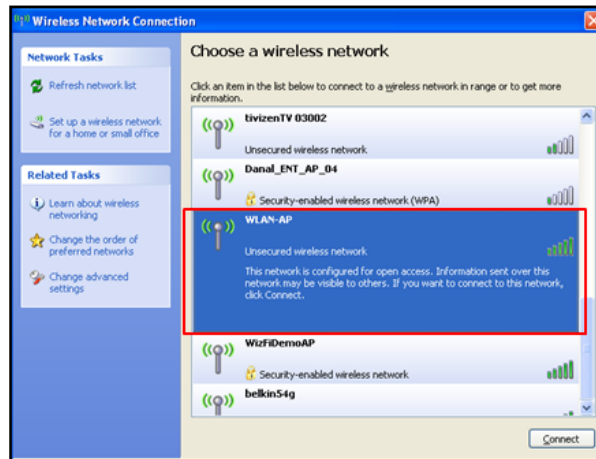 Wireless Network Connection
Network Tasks
Refresh network list
Set up a wireless network
for a home or small office
Related Tasks
Learn about wireless
networking
Change the order of
preferred networks
Change advanced
settings
Choose a wireless network
Click an item in the list below to connect to a wireless network in range or to get more
information.
tivizenTV 03002
Unsecured wireless network
Danal_ENT_AP_04
Security-enabled wireless network (WPA)
WLAN-AP
Unsecured wireless network
This network is configured for open access. Information sent over this
network may be visible to others. If you want to connect to this network,
click Connect.
WizFiDemoAP
Security-enabled wireless network
belkin54g
Connect